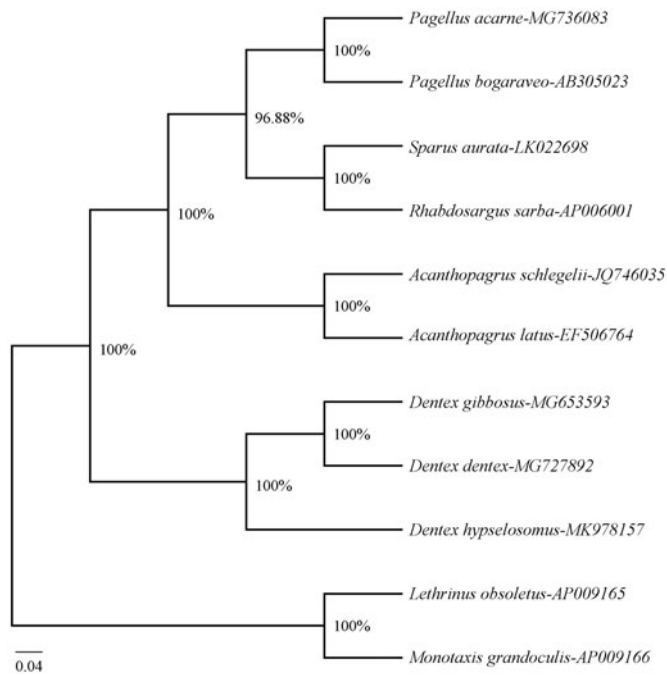 Pagellus acarne-MG736083
100%
Pagellus bogaraveo-AB305023
96.88%
Sparus aurata-LK022698
100%
Rhabdosargus sarba-AP006001
100%
Acanthopagrus schlegelii-JQ746035
100%
Acanthopagrus latus-EF506764
100%
Dentex gibbosus-MG653593
100%
Dentex dentex-MG727892
100%
Dentex hypselosomus-MK978157
Lethrinus obsoletus-AP009165
100%
Monotaxis grandoculis-AP009166
0.04